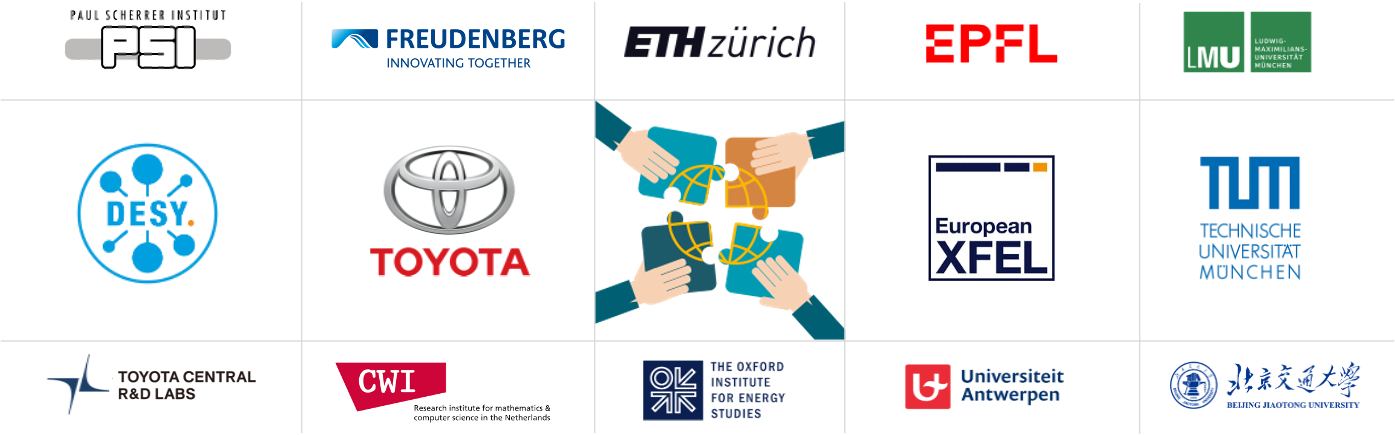 PAUL SCHERRER INSTITUT
PSI
FREUDENBERG
INNOVATING TOGETHER
ETH zürich
EPFL
LMU
LUDWIG-
MAXIMILIANS-
UNIVERSITÄT
MÜNCHEN
DESY.
TOYOTA
European
XFEL
TUM
TECHNISCHE
UNIVERSITÄT
MÜNCHEN
TOYOTA CENTRAL
R&D LABS
CWI
Research institute for mathematics &
computer science in the Netherlands
THE OXFORD
INSTITUTE
FOR ENERGY
STUDIES
Universiteit
Antwerpen
北京交通大学
BEIJING JIAOTONG UNIVERSITY